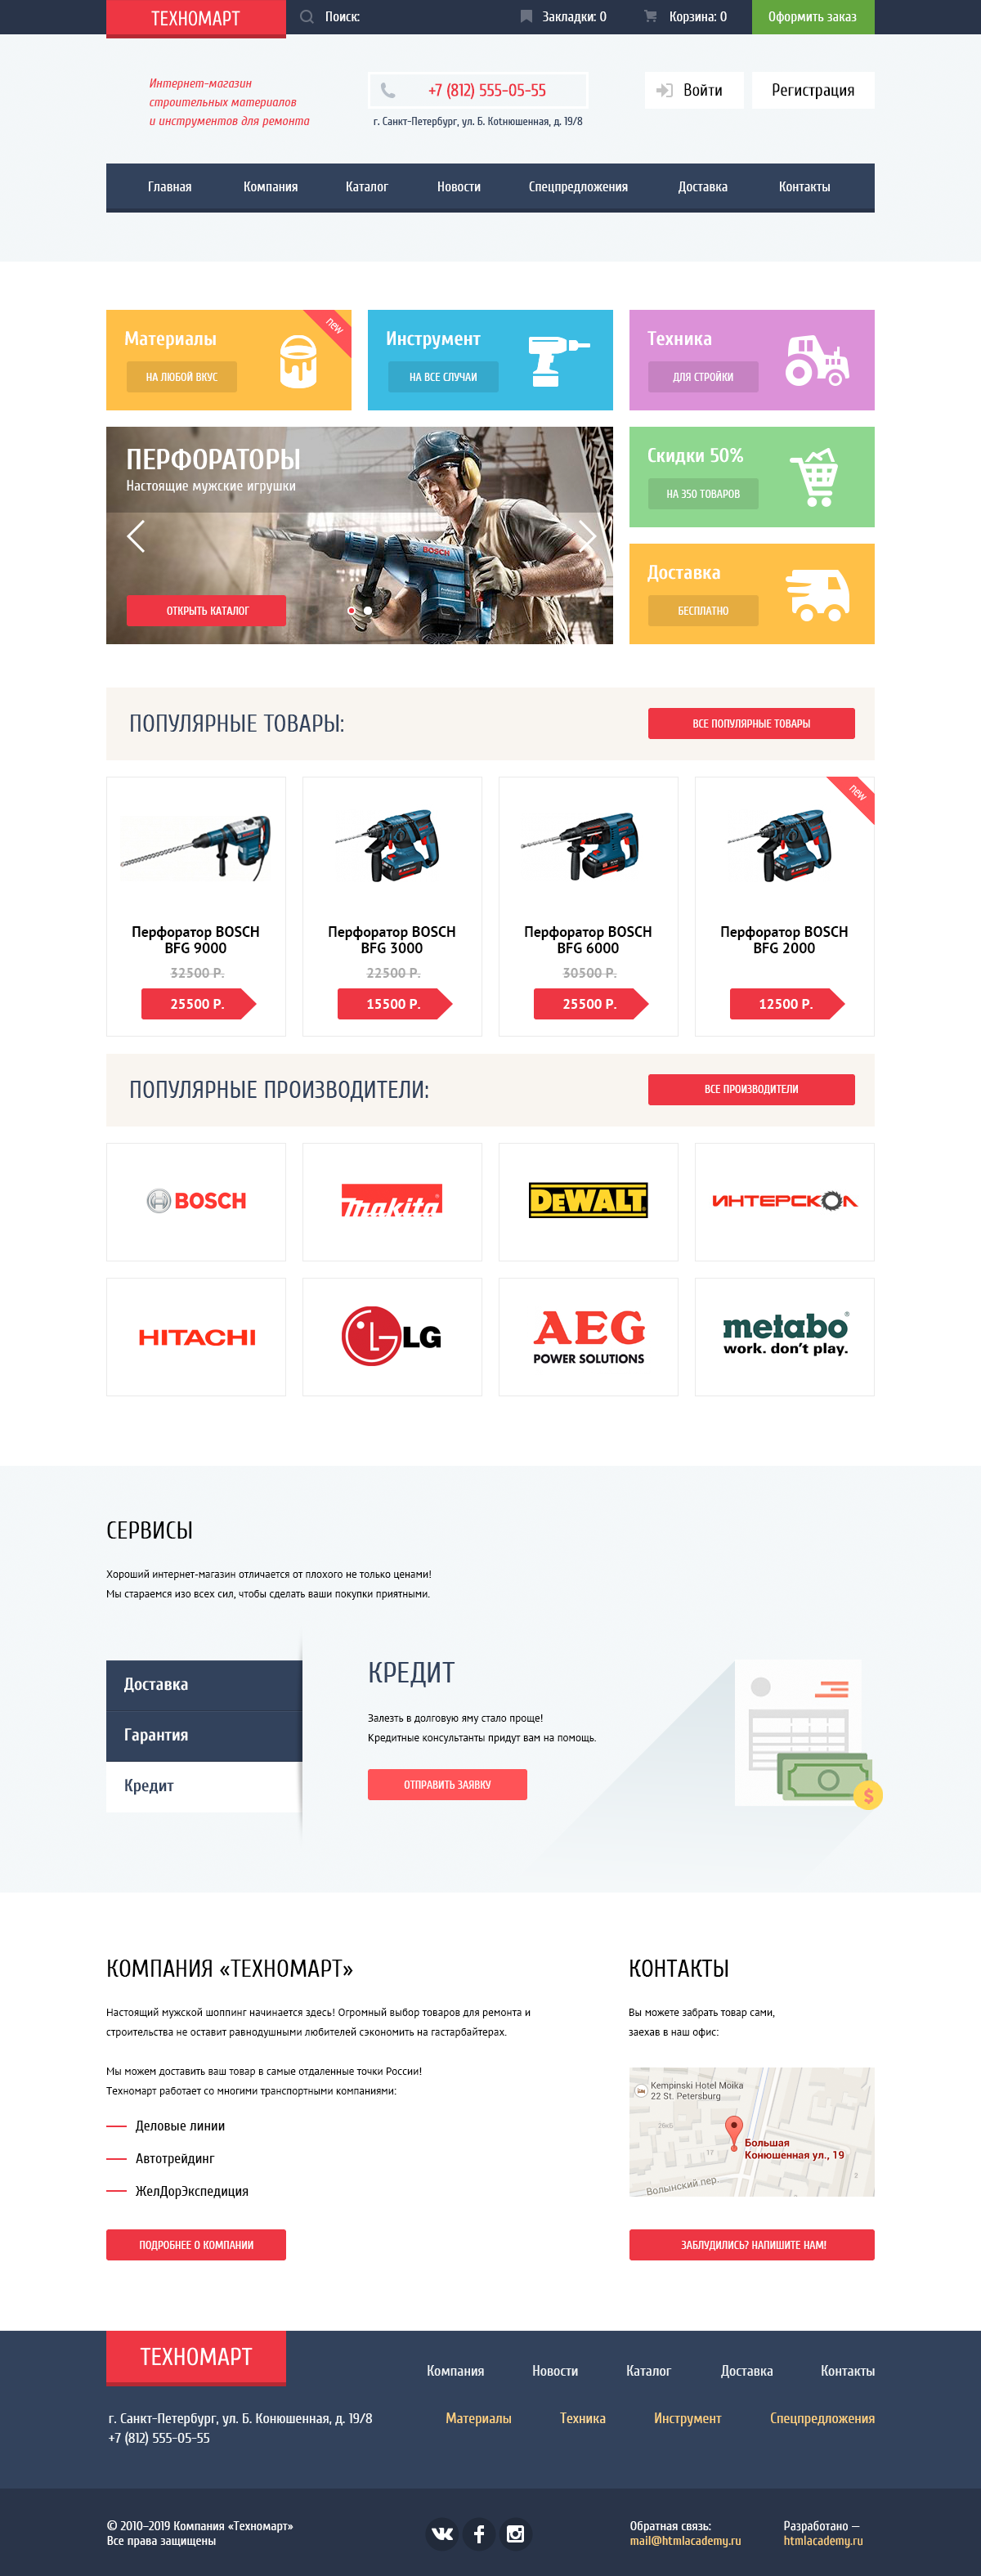 ТЕХНОМАРТ
Поиск:
Закладки: 0
Корзина: 0
Оформить заказ
Интернет-магазин
строительных материалов
и инструментов для ремонта
+7 (812) 555-05-55
г. Санкт-Петербург, ул. Б. Кotнюшенная, д. 19/8
Войти
Регистрация
Главная
Компания
Каталог
Новости
Спецпредложения
Доставка
Контакты
Материалы
НА ЛЮБОЙ ВКУС
new
Инструмент
НА ВСЕ СЛУЧАИ
Техника
ДЛЯ СТРОЙКИ
ПЕРФОРАТОРЫ
Настоящие мужские игрушки
BOSCH
Professional
ОТКРЫТЬ КАТАЛОГ
Скидки 50%
НА 350 ТОВАРОВ
Доставка
БЕСПЛАТНО
ПОПУЛЯРНЫЕ ТОВАРЫ:
ВСЕ ПОПУЛЯРНЫЕ ТОВАРЫ
Перфоратор BOSCH
BFG 9000
32500 Р.
25500 Р.
Перфоратор BOSCH
BFG 3000
22500 Р.
15500 Р.
Перфоратор BOSCH
BFG 6000
30500 Р.
25500 Р.
new
Перфоратор BOSCH
BFG 2000
12500 Р.
ПОПУЛЯРНЫЕ ПРОИЗВОДИТЕЛИ:
ВСЕ ПРОИЗВОДИТЕЛИ
BOSCH
makita
DEWALT
ИНТЕРСКОЛ
HITACHI
LG
AEG
POWER SOLUTIONS
metabo
work. don't play.
СЕРВИСЫ
Хороший интернет-магазин отличается от плохого не только ценами!
Мы стараемся изо всех сил, чтобы сделать ваши покупки приятными.
Доставка
Гарантия
Кредит
КРЕДИТ
Залезть в долговую яму стало проще!
Кредитные консультанты придут вам на помощь.
ОТПРАВИТЬ ЗАЯВКУ
$
КОМПАНИЯ «ТЕХНОМАРТ»
Настоящий мужской шоппинг начинается здесь! Огромный выбор товаров для ремонта и
строительства не оставит равнодушными любителей сэкономить на гастарбайтерах.
Мы можем доставить ваш товар в самые отдаленные точки России!
Техномарт работает со многими транспортными компаниями:
Деловые линии
Автотрейдинг
ЖелДорЭкспедиция
ПОДРОБНЕЕ О КОМПАНИИ
КОНТАКТЫ
Вы можете забрать товар сами,
заехав в наш офис:
Kempinski Hotel Moika
22 St. Petersburg
Большая
Конюшенная ул., 19
17
2
Волынский пер.
ЗАБЛУДИЛИСЬ? НАПИШИТЕ НАМ!
ТЕХНОМАРТ
г. Санкт-Петербург, ул. Б. Конюшенная, д. 19/8
+7 (812) 555-05-55
Компания
Новости
Каталог
Доставка
Контакты
Материалы
Техника
Инструмент
Спецпредложения
© 2010–2019 Компания «Техномарт»
Все права защищены
Обратная связь:
mail@htmlacademy.ru
Разработано —
htmlacademy.ru